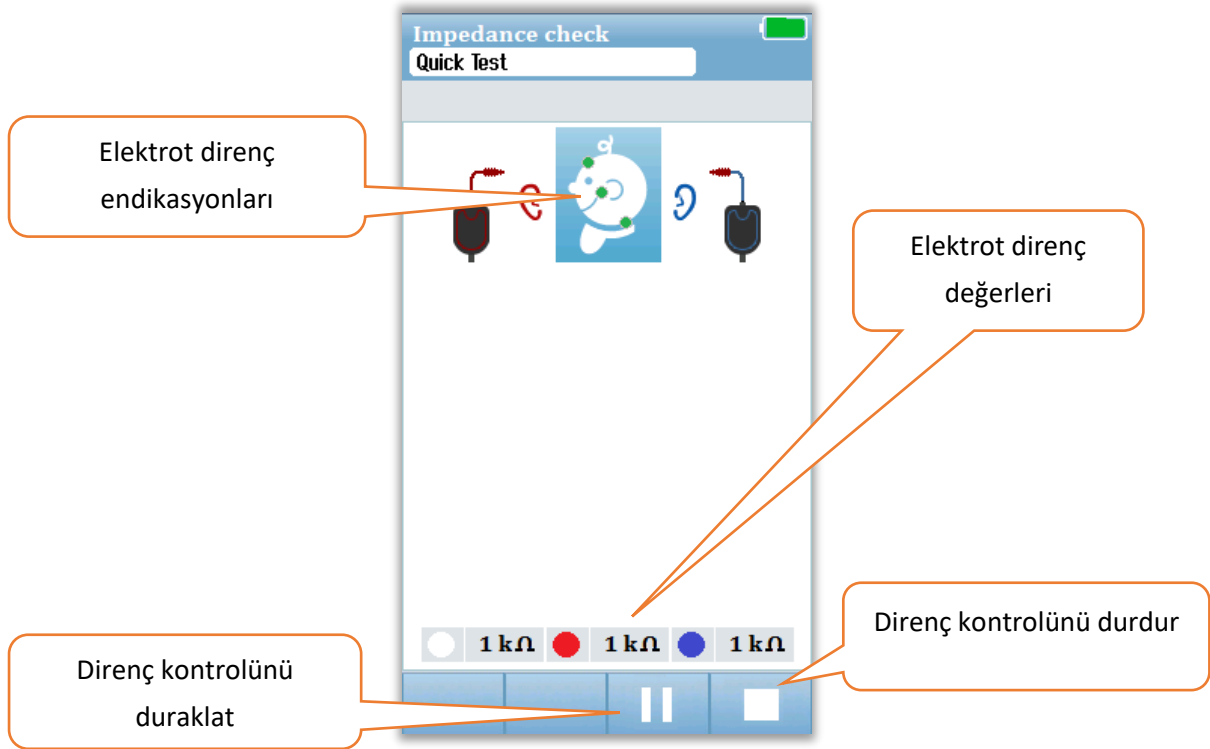 Impedance check
Quick Test
Elektrot direnç
endikasyonları
Elektrot direnç
değerleri
1 kΩ 1 kΩ 1 kΩ
Direnç kontrolünü durdur
Direnç kontrolünü
duraklat